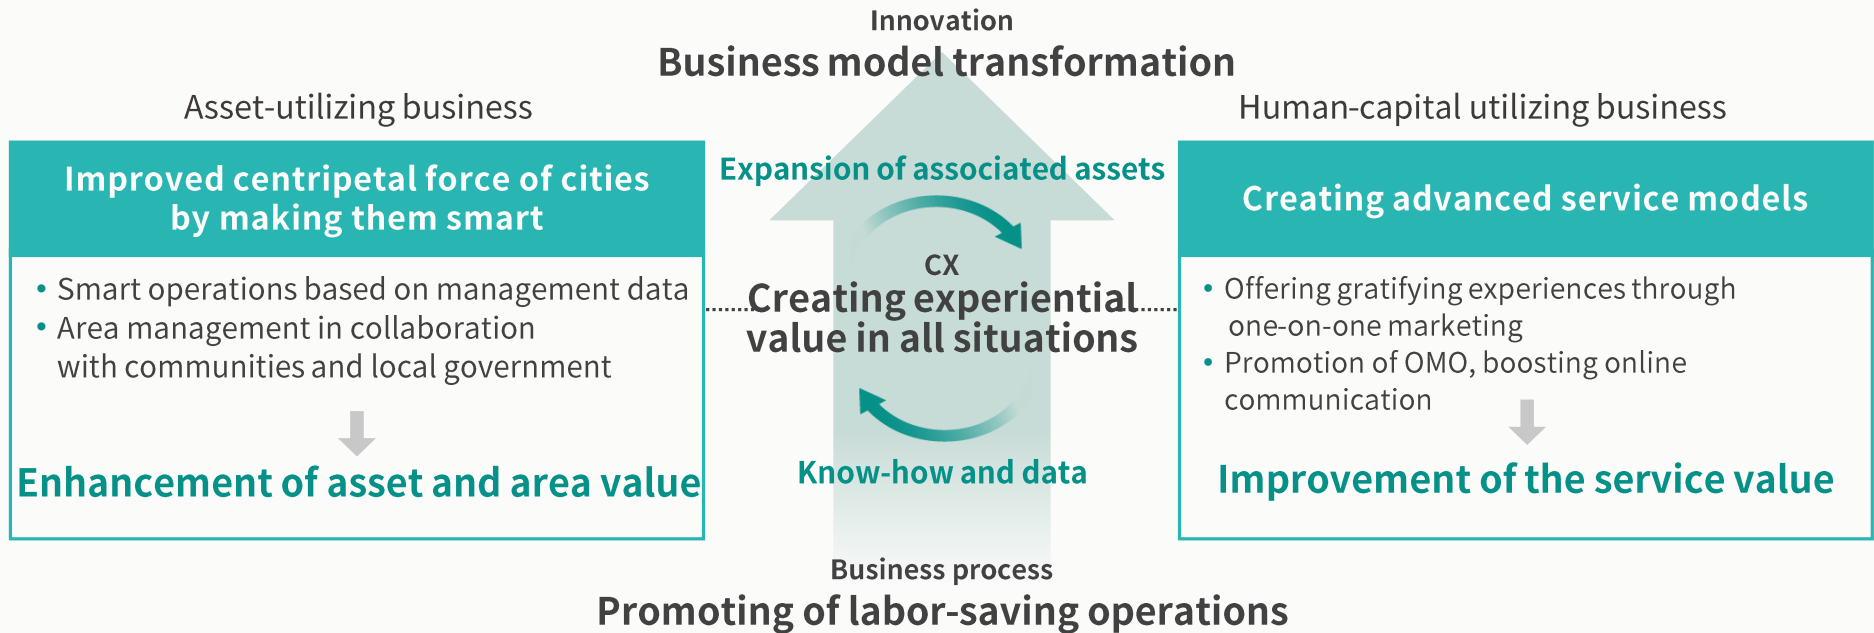 Innovation
Business model transformation
Asset-utilizing business
Improved centripetal force of cities
by making them smart
• Smart operations based on management data
• Area management in collaboration
with communities and local government
Enhancement of asset and area value
Expansion of associated assets
CX
Creating experiential
value in all situations
Know-how and data
Human-capital utilizing business
Creating advanced service models
• Offering gratifying experiences through
one-on-one marketing
• Promotion of OMO, boosting online
communication
Improvement of the service value
Business process
Promoting of labor-saving operations